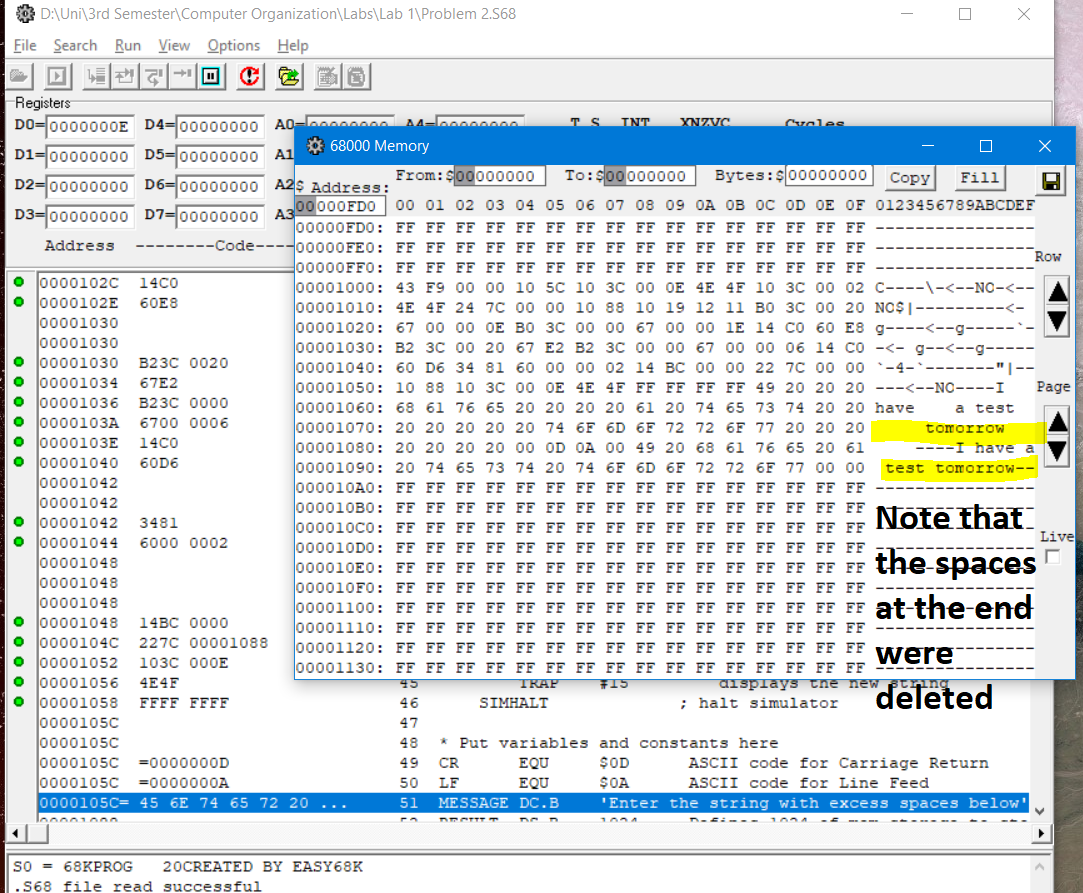 D:\Uni\3rd Semester\Computer Organization\Labs\Lab 1\Problem 2.S68
File Search Run View Options Help
Registers
D0=0000000E D4=00000000 A0=00000000 A4=00000000 T S INT XNZVC Cycles
D1=00000000 D5=00000000 A1
D2=00000000 D6=00000000 A2
D3=00000000 D7=00000000 A3
Address --------Code----
68000 Memory
From:$00000000 To:$00000000 Bytes:$00000000 Copy Fill
$ Address:
00000FD0 00 01 02 03 04 05 06 07 08 09 0A 0B 0C 0D 0E 0F 0123456789ABCDEF
00000FD0: FF FF FF FF FF FF FF FF FF FF FF FF FF FF FF FF ----------------
00000FE0: FF FF FF FF FF FF FF FF FF FF FF FF FF FF FF FF ----------------
00000FF0: FF FF FF FF FF FF FF FF FF FF FF FF FF FF FF FF ----------------
00001000: 43 F9 00 00 10 5C 10 3C 00 0E 4E 4F 10 3C 00 02 C----\-<--NO-<--
00001010: 4E 4F 24 7C 00 00 10 88 10 19 12 11 B0 3C 00 20 NO$|---------<-
00001020: 67 00 00 0E B0 3C 00 00 67 00 00 1E 14 C0 60 E8 g----<--g-----`-
00001030: B2 3C 00 20 67 E2 B2 3C 00 00 67 00 00 06 14 C0 -<- g--<--g-----
00001040: 60 D6 34 81 60 00 00 02 14 BC 00 00 22 7C 00 00 `-4-`-------"|--
00001050: 10 88 10 3C 00 0E 4E 4F FF FF FF FF 49 20 20 20 ---<--NO----I
00001060: 68 61 76 65 20 20 20 20 61 20 74 65 73 74 20 20 have    a test
00001070: 20 20 20 20 20 74 6F 6D 6F 72 72 6F 77 20 20 20      tomorrow
00001080: 20 20 20 20 00 0D 0A 00 49 20 68 61 76 65 20 61     ----I have a
00001090: 20 74 65 73 74 20 74 6F 6D 6F 72 72 6F 77 00 00  test tomorrow--
000010A0: FF FF FF FF FF FF FF FF FF FF FF FF FF FF FF FF ----------------
000010B0: FF FF FF FF FF FF FF FF FF FF FF FF FF FF FF FF
000010C0: FF FF FF FF FF FF FF FF FF FF FF FF FF FF FF FF
000010D0: FF FF FF FF FF FF FF FF FF FF FF FF FF FF FF FF
000010E0: FF FF FF FF FF FF FF FF FF FF FF FF FF FF FF FF
000010F0: FF FF FF FF FF FF FF FF FF FF FF FF FF FF FF FF
00001100: FF FF FF FF FF FF FF FF FF FF FF FF FF FF FF FF
00001110: FF FF FF FF FF FF FF FF FF FF FF FF FF FF FF FF
00001120: FF FF FF FF FF FF FF FF FF FF FF FF FF FF FF FF
00001130: FF FF FF FF FF FF FF FF FF FF FF FF FF FF FF FF
Row
Page
Live
Note that
the spaces
at the end
were
deleted
0000102C 14C0
0000102E 60E8
00001030
00001030
00001030 B23C 0020
00001034 67E2
00001036 B23C 0000
0000103A 6700 0006
0000103E 14C0
00001040 60D6
00001042
00001042
00001042 3481
00001044 6000 0002
00001048
00001048
00001048
00001048 14BC 0000
0000104C 227C 00001088
00001052 103C 000E
00001056 4E4F 45 TRAP #15 displays the new string
00001058 FFFF FFFF 46 SIMHALT ; halt simulator
0000105C 47
0000105C 48 * Put variables and constants here
0000105C =0000000D 49 CR EQU $0D ASCII code for Carriage Return
0000105C =0000000A 50 LF EQU $0A ASCII code for Line Feed
0000105C= 45 6E 74 65 72 20 ... 51 MESSAGE DC.B 'Enter the string with excess spaces below'
S0 = 68KPROG 20CREATED BY EASY68K
.S68 file read successful